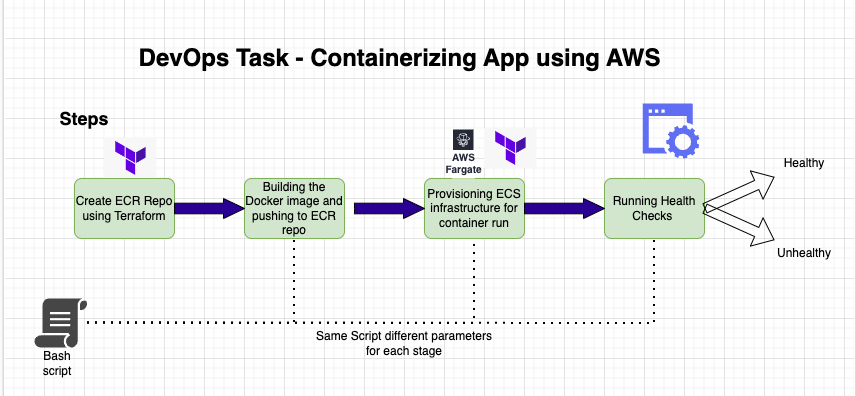 DevOps Task - Containerizing App using AWS
Steps
AWS
Fargate
Create ECR Repo
using Terraform
Building the
Docker image and
pushing to ECR
repo
Provisioning ECS
infrastructure for
container run
Running Health
Checks
Healthy
Unhealthy
Bash
script
Same Script different parameters
for each stage